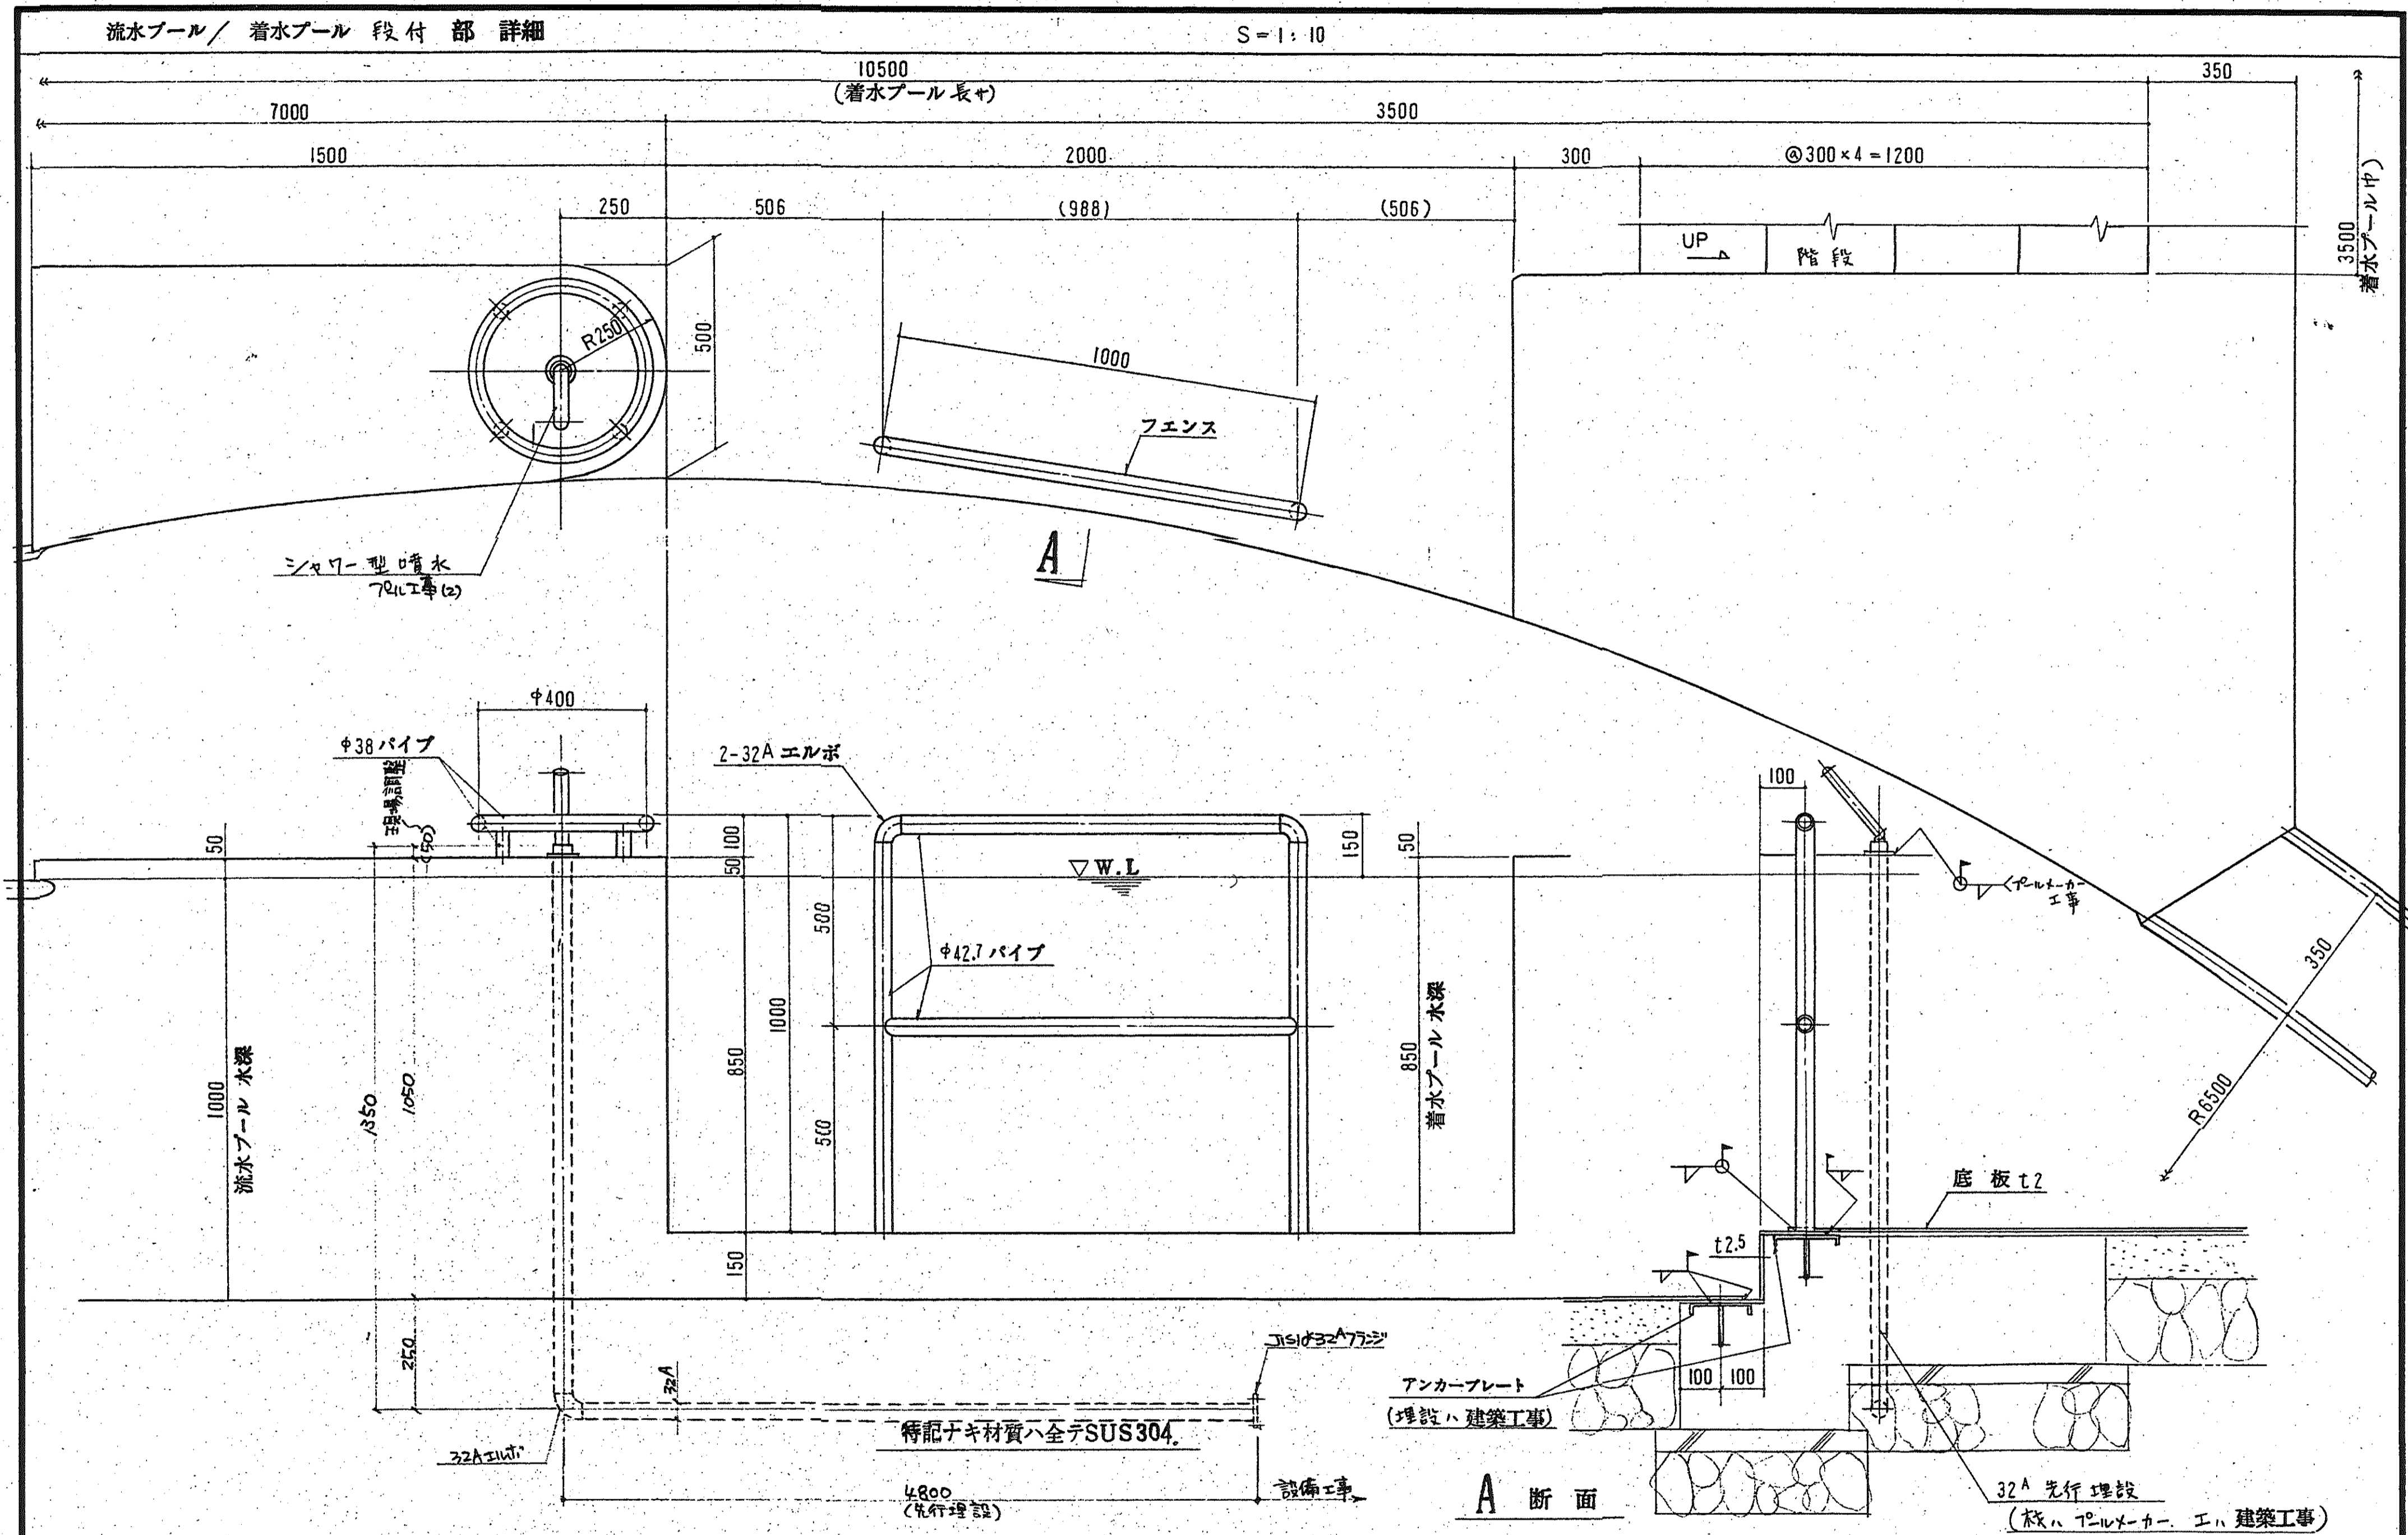 流水プール / 着水プール 段付 部 詳細
S=1:10
10500
(着水プール長サ)
350
7000
3500
1500
2000
300
@300×4=1200
250
506
(988)
(506)
UP
階段
3500
着水プール巾)
R250
500
1000
フエンス
A
シャワー型噴水
プール工事(2)
φ400
φ38パイプ
現場調整
(50)
2-32A エルボ
100
50
100
50
150
50
▽W.L
プールメーカー
工事
500
φ42.7パイプ
1000
流水プール 水深
1350
1050
850
1000
500
850
着水プール 水深
350
R6500
底板t2
t2.5
150
250
32A
32Aフランジ
アンカープレート
(埋設ハ建築工事)
100
100
特記ナキ材質ハ全テSUS304.
32Aエルボ
4800
(先行埋設)
設備工事
A 断面
32A 先行埋設
(材ハ プールメーカー. エハ 建築工事)